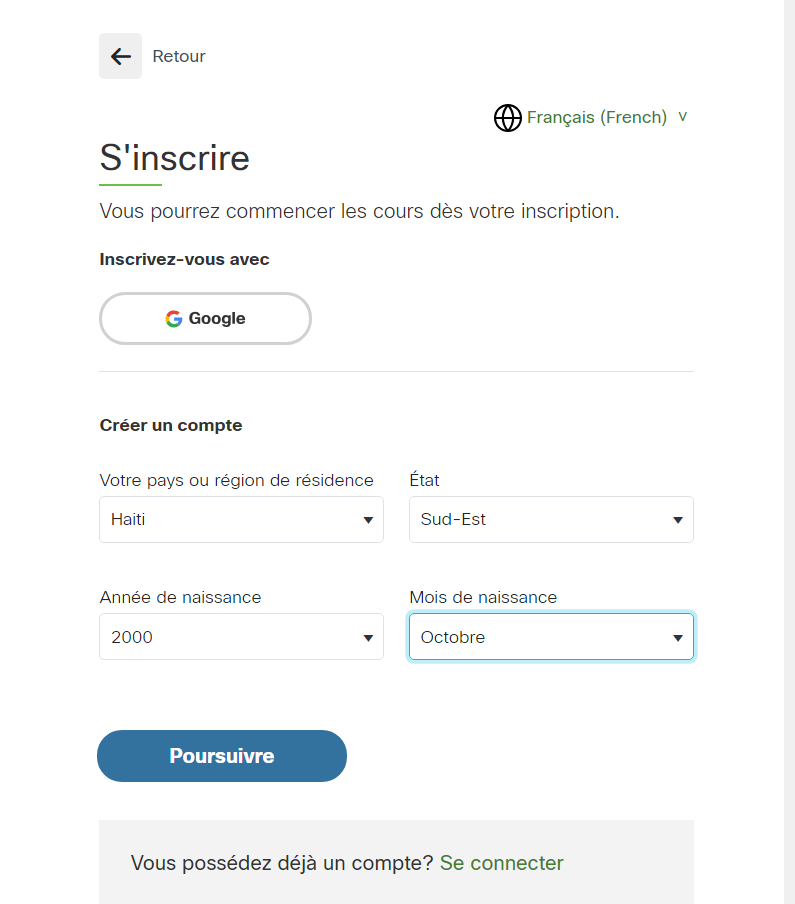 Retour
Français (French) v
S'inscrire
Vous pourrez commencer les cours dès votre inscription.
Inscrivez-vous avec
Google
Créer un compte
Votre pays ou région de résidence
État
Haiti
Sud-Est
Année de naissance
Mois de naissance
2000
Octobre
Poursuivre
Vous possédez déjà un compte? Se connecter